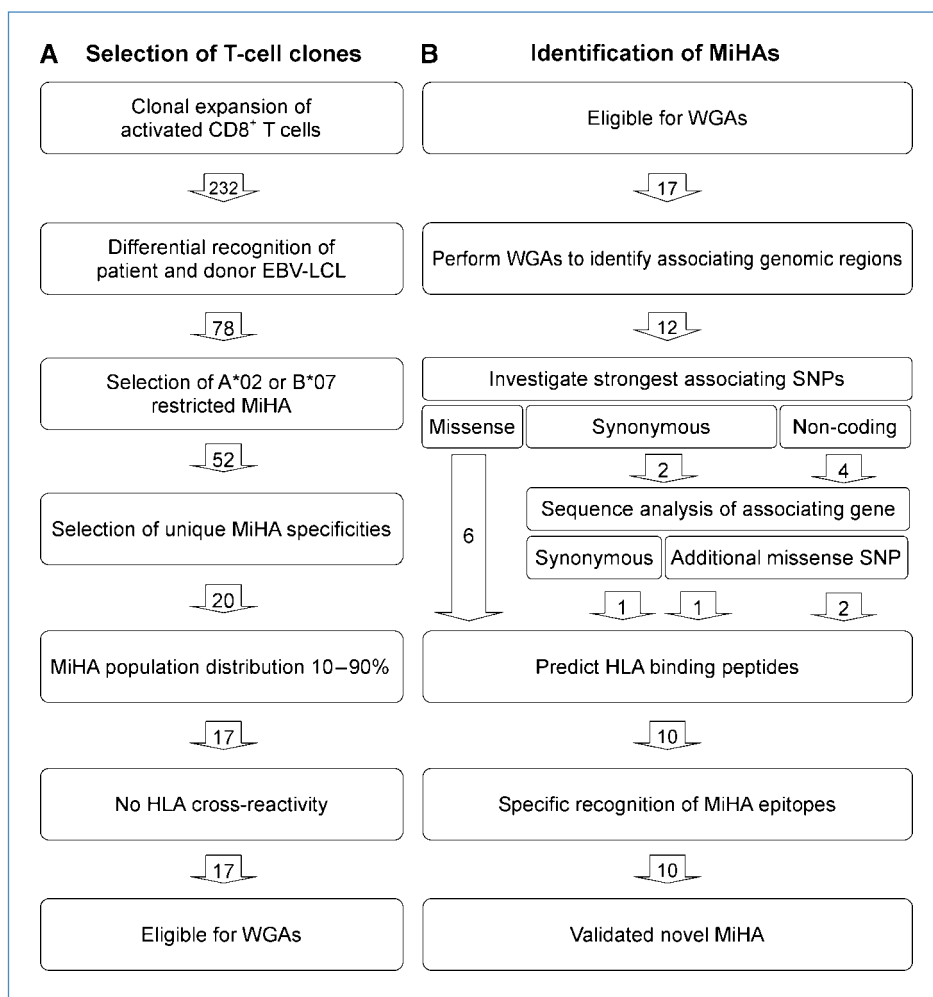 A Selection of T-cell clones
Clonal expansion of
activated CD8⁺ T cells
232
Differential recognition of
patient and donor EBV-LCL
78
Selection of A*02 or B*07
restricted MiHA
52
Selection of unique MiHA specificities
20
MiHA population distribution 10–90%
17
No HLA cross-reactivity
17
Eligible for WGAs
B Identification of MiHAs
Eligible for WGAs
17
Perform WGAs to identify associating genomic regions
12
Investigate strongest associating SNPs
Missense Synonymous Non-coding
2 4
Sequence analysis of associating gene
6
Synonymous Additional missense SNP
1 1 2
Predict HLA binding peptides
10
Specific recognition of MiHA epitopes
10
Validated novel MiHA